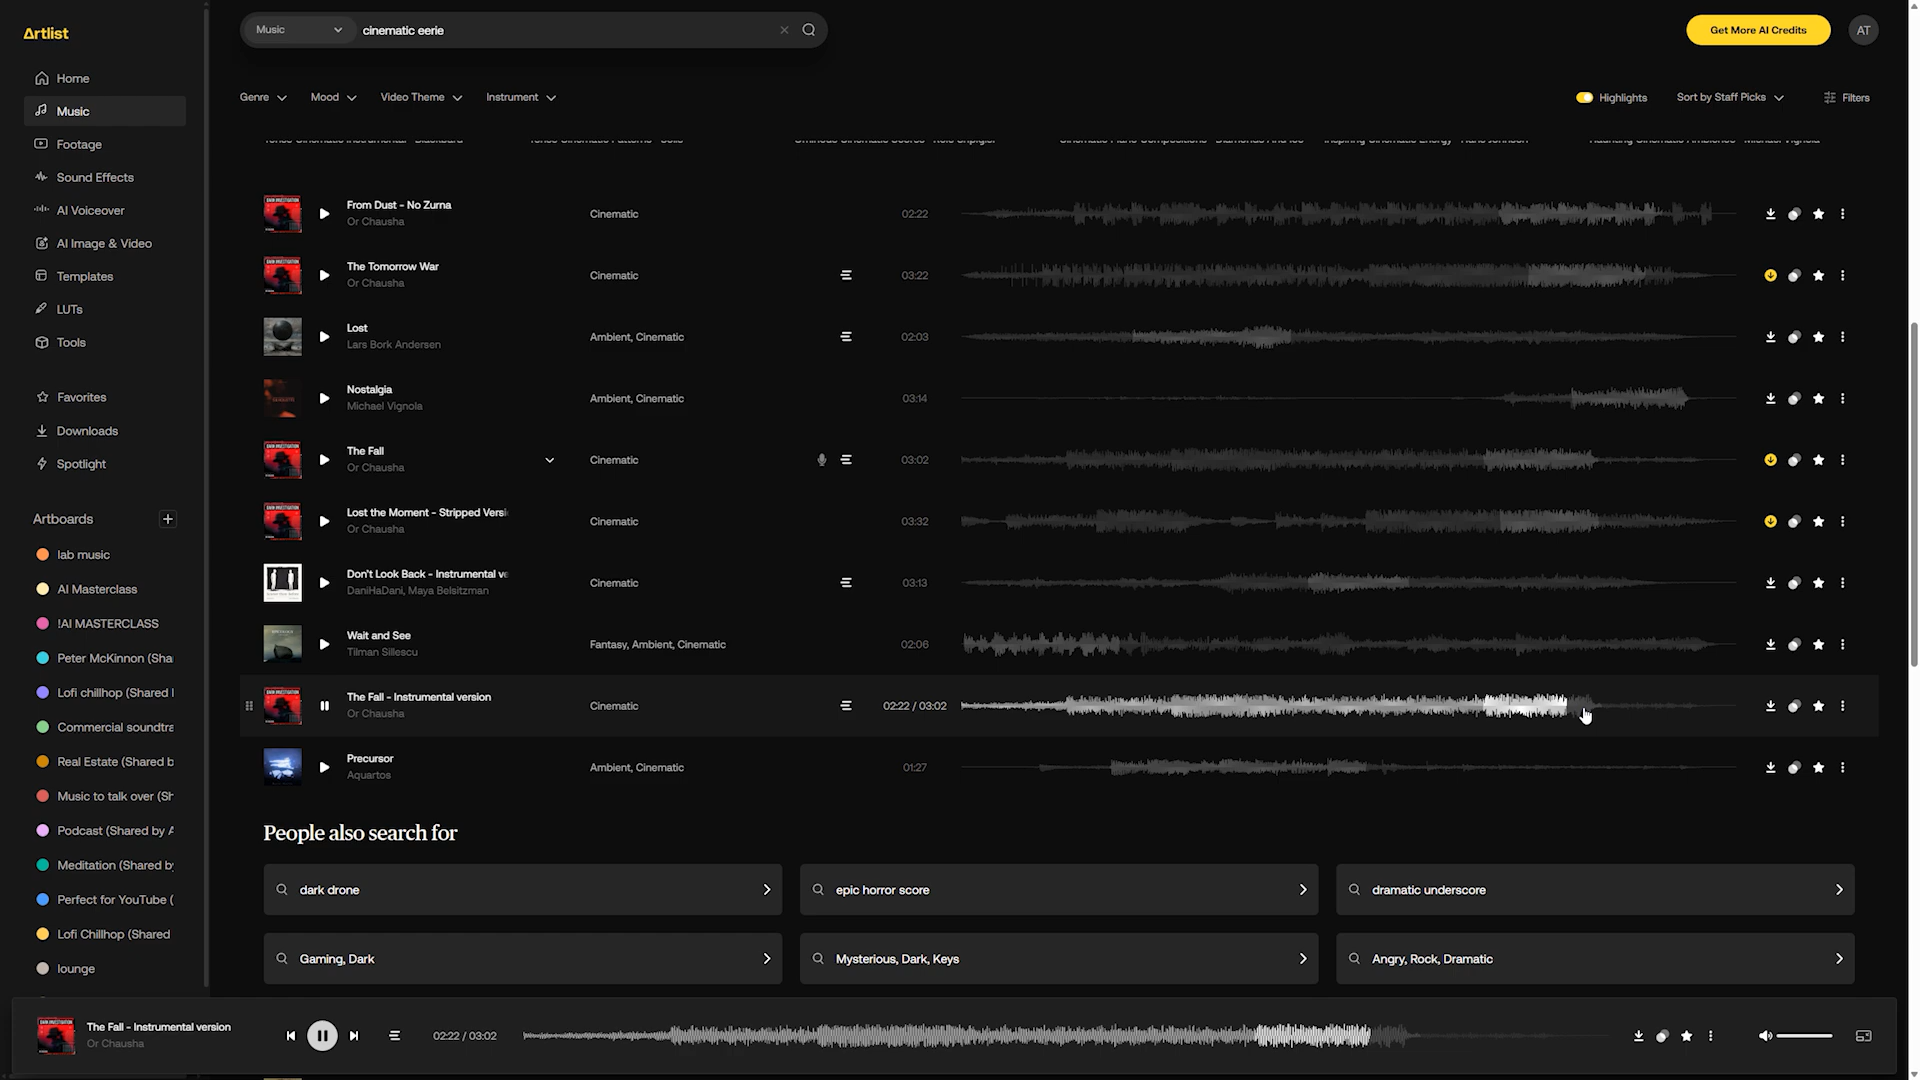 Artlist
Music
cinematic eerie
Get More AI Credits
AT
Home
Music
Footage
Sound Effects
AI Voiceover
AI Image & Video
Templates
LUTs
Tools
Favorites
Downloads
Spotlight
Artboards
lab music
AI Masterclass
!AI MASTERCLASS
Peter McKinnon (Sha
Lofi chillhop (Shared
Commercial soundtra
Real Estate (Shared b
Music to talk over (Sh
Podcast (Shared by A
Meditation (Shared by
Perfect for YouTube (
Lofi Chillhop (Shared
lounge
Genre
Mood
Video Theme
Instrument
Highlights
Sort by Staff Picks
Filters
From Dust - No Zurna
Or Chausha
Cinematic
02:22
The Tomorrow War
Or Chausha
Cinematic
03:22
Lost
Lars Bork Andersen
Ambient, Cinematic
02:03
Nostalgia
Michael Vignola
Ambient, Cinematic
03:14
The Fall
Or Chausha
Cinematic
03:02
Lost the Moment - Stripped Versi
Or Chausha
Cinematic
03:32
Don't Look Back - Instrumental ve
DaniHaDani, Maya Belsitzman
Cinematic
03:13
Wait and See
Tilman Sillescu
Fantasy, Ambient, Cinematic
02:06
The Fall - Instrumental version
Or Chausha
Cinematic
02:22 / 03:02
Precursor
Aquartos
Ambient, Cinematic
01:27
People also search for
dark drone
epic horror score
dramatic underscore
Gaming, Dark
Mysterious, Dark, Keys
Angry, Rock, Dramatic
The Fall - Instrumental version
Or Chausha
02:22 / 03:02